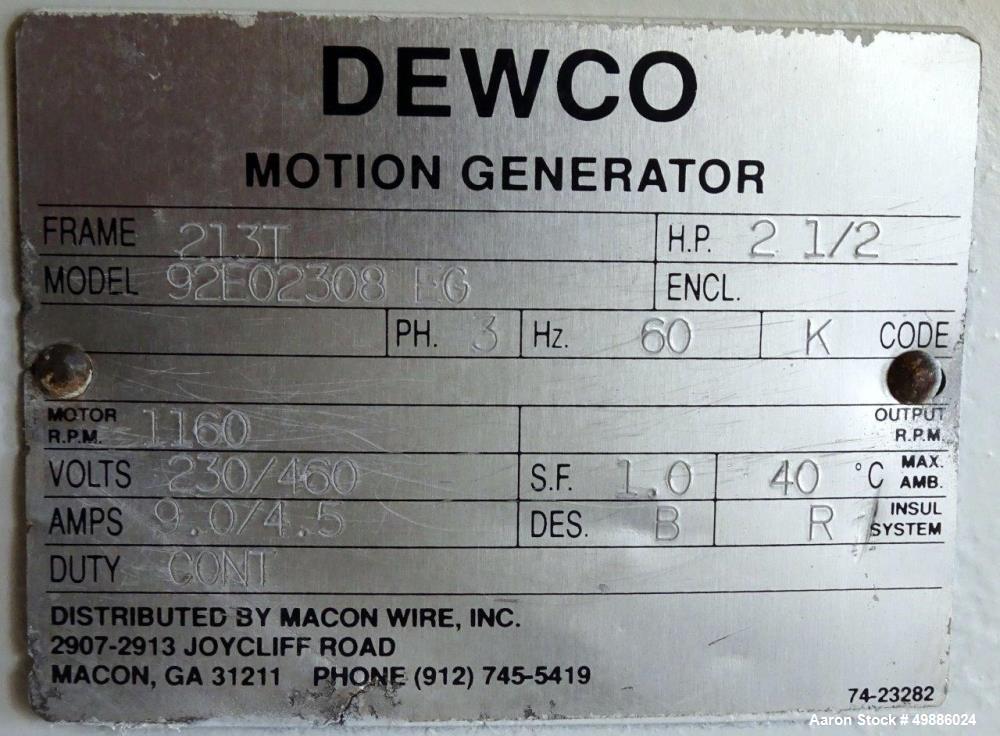 DEWCO
MOTION GENERATOR
FRAME 213T H.P. 2 1/2
MODEL 92E02308 EG ENCL.
PH. 3 Hz. 60 K CODE
MOTOR R.P.M. 1160 OUTPUT R.P.M.
VOLTS 230/460 S.F. 1.0 40 °C MAX. AMB.
AMPS 9.0/4.5 DES. B R INSUL SYSTEM
DUTY CONT
DISTRIBUTED BY MACON WIRE, INC.
2907-2913 JOYCLIFF ROAD
MACON, GA 31211 PHONE (912) 745-5419
74-23282
Aaron Stock # 49886024